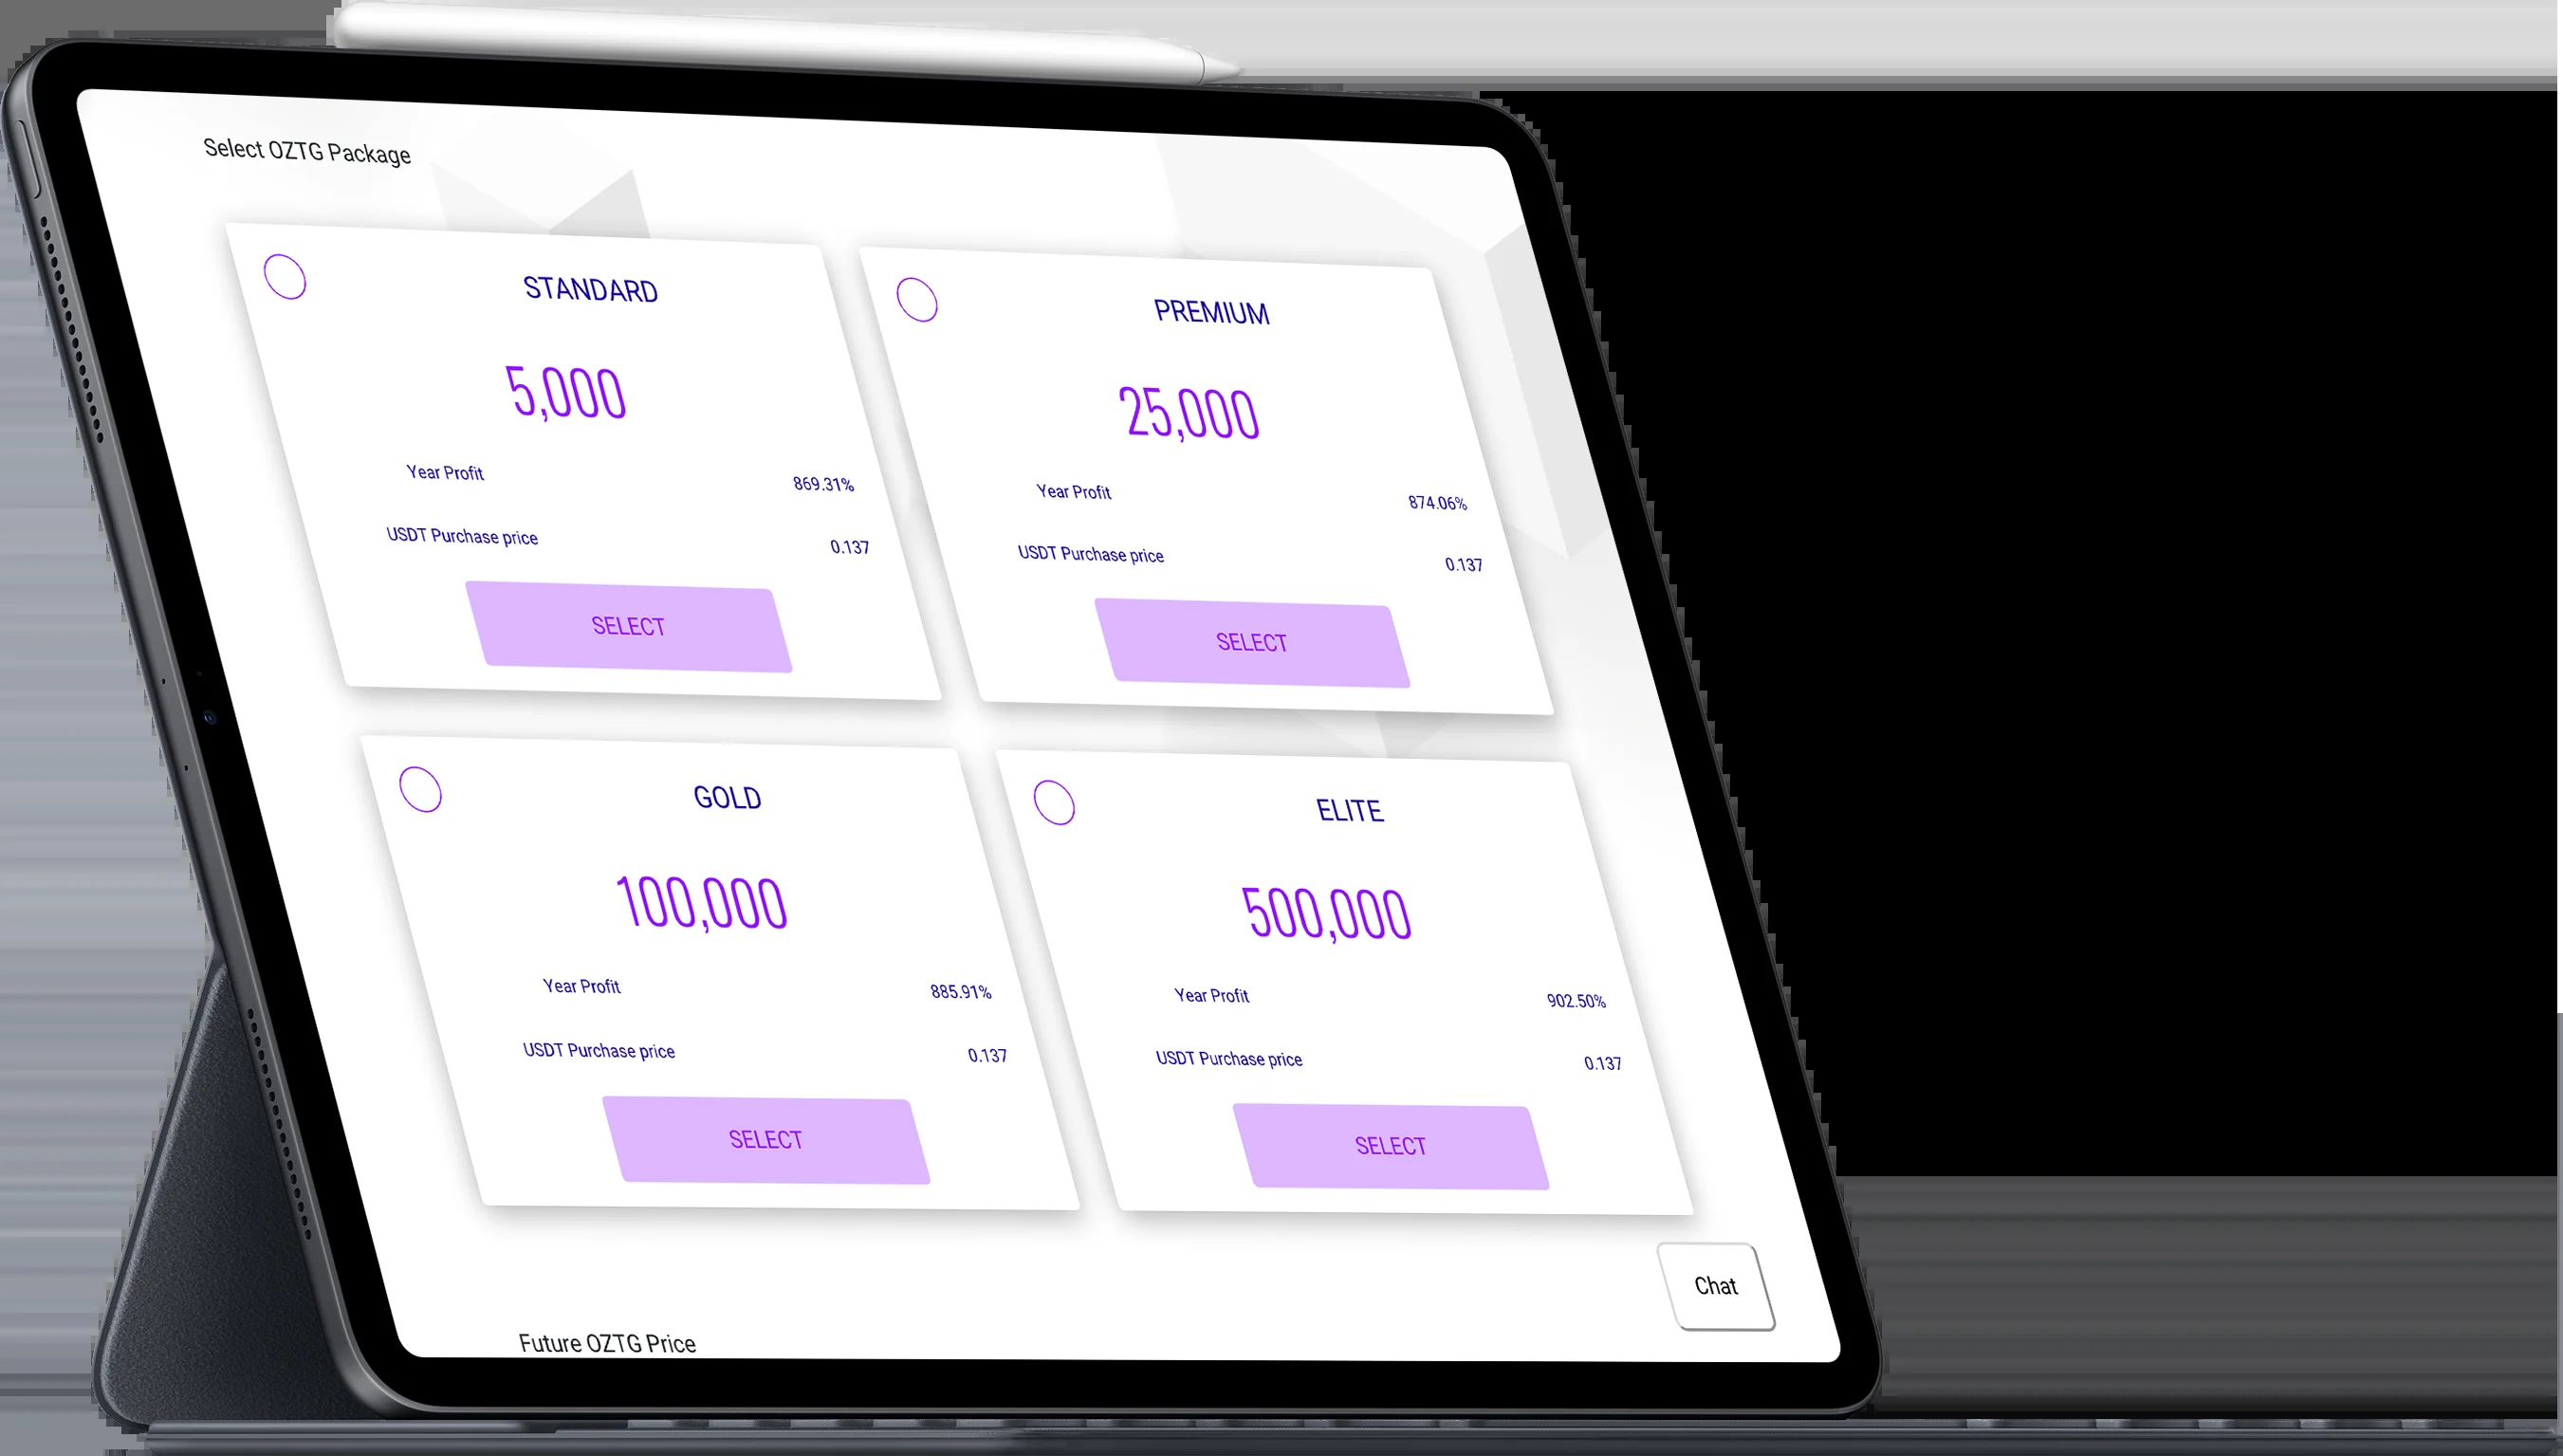 Select OZTG Package
STANDARD
5,000
Year Profit 869.31%
USDT Purchase price 0.137
SELECT
PREMIUM
25,000
Year Profit 874.06%
USDT Purchase price 0.137
SELECT
GOLD
100,000
Year Profit 885.91%
USDT Purchase price 0.137
SELECT
ELITE
500,000
Year Profit 902.50%
USDT Purchase price 0.137
SELECT
Chat
Future OZTG Price